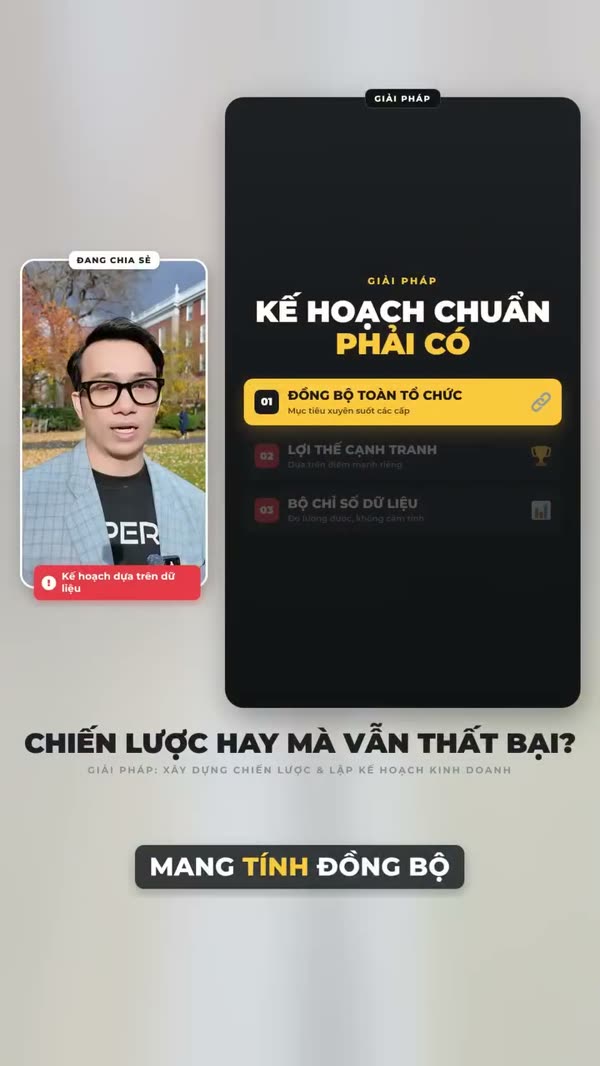 GIẢI PHÁP
ĐANG CHIA SẺ
PER
Kế hoạch dựa trên dữ
liệu
GIẢI PHÁP
KẾ HOẠCH CHUẨN
PHẢI CÓ
01
ĐỒNG BỘ TOÀN TỔ CHỨC
Mục tiêu xuyên suốt các cấp
02
LỢI THẾ CẠNH TRANH
Dựa trên điểm mạnh riêng
03
BỘ CHỈ SỐ DỮ LIỆU
Đo lường được, không cảm tính
CHIẾN LƯỢC HAY MÀ VẪN THẤT BẠI?
GIẢI PHÁP: XÂY DỰNG CHIẾN LƯỢC & LẬP KẾ HOẠCH KINH DOANH
MANG TÍNH ĐỒNG BỘ